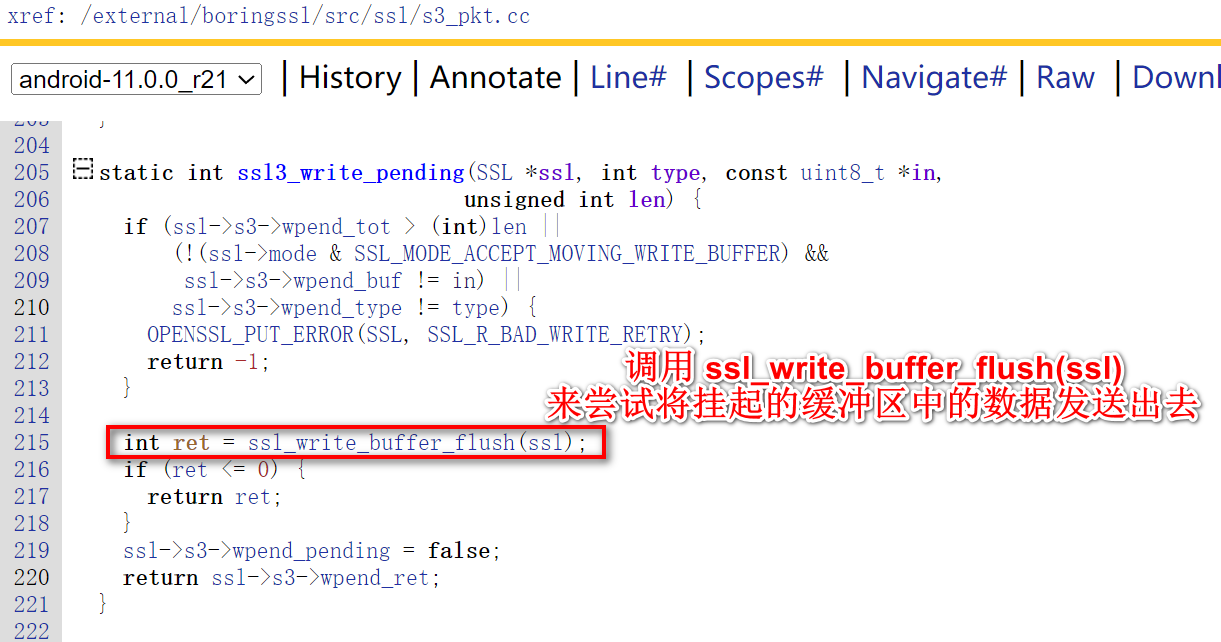 xref: /external/boringssl/src/ssl/s3_pkt.cc
android-11.0.0_r21 | History | Annotate | Line# | Scopes# | Navigate# | Raw | Downl
203 }
204
205 static int ssl3_write_pending(SSL *ssl, int type, const uint8_t *in,
206 unsigned int len) {
207 if (ssl->s3->wpend_tot > (int)len ||
208 (!(ssl->mode & SSL_MODE_ACCEPT_MOVING_WRITE_BUFFER) &&
209 ssl->s3->wpend_buf != in) ||
210 ssl->s3->wpend_type != type) {
211 OPENSSL_PUT_ERROR(SSL, SSL_R_BAD_WRITE_RETRY);
212 return -1;
213 }
调用 ssl_write_buffer_flush(ssl)
来尝试将挂起的缓冲区中的数据发送出去
214
215 int ret = ssl_write_buffer_flush(ssl);
216 if (ret <= 0) {
217 return ret;
218 }
219 ssl->s3->wpend_pending = false;
220 return ssl->s3->wpend_ret;
221 }
222